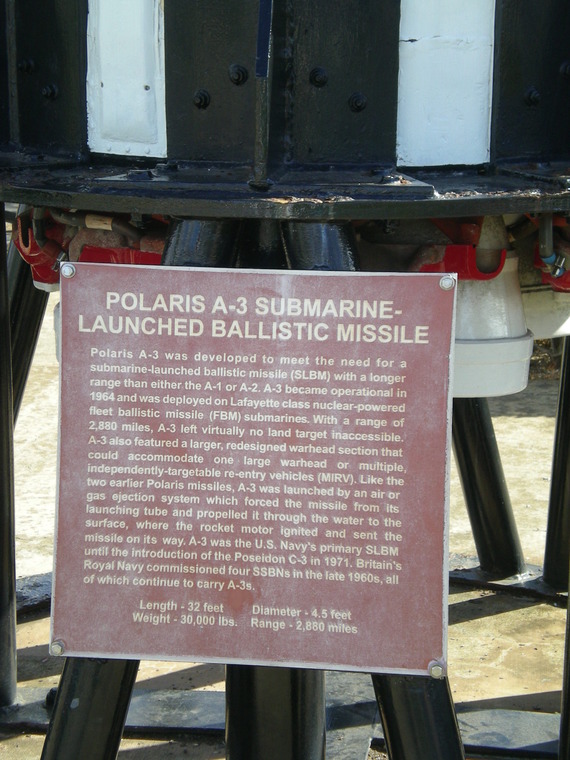 POLARIS A-3 SUBMARINE-
LAUNCHED BALLISTIC MISSILE
Polaris A-3 was developed to meet the need for a
submarine-launched ballistic missile (SLBM) with a longer
range than either the A-1 or A-2. A-3 became operational in
1964 and was deployed on Lafayette class nuclear-powered
fleet ballistic missile (FBM) submarines. With a range of
2,880 miles, A-3 left virtually no land target inaccessible.
A-3 also featured a larger, redesigned warhead section that
could accommodate one large warhead or multiple,
independently-targetable re-entry vehicles (MIRV). Like the
two earlier Polaris missiles, A-3 was launched by an air or
gas ejection system which forced the missile from its
launching tube and propelled it through the water to the
surface, where the rocket motor ignited and sent the
missile on its way. A-3 was the U.S. Navy's primary SLBM
until the introduction of the Poseidon C-3 in 1971. Britain's
Royal Navy commissioned four SSBNs in the late 1960s, all
of which continue to carry A-3s.
Length - 32 feet Diameter - 4.5 feet
Weight - 30,000 lbs. Range - 2,880 miles